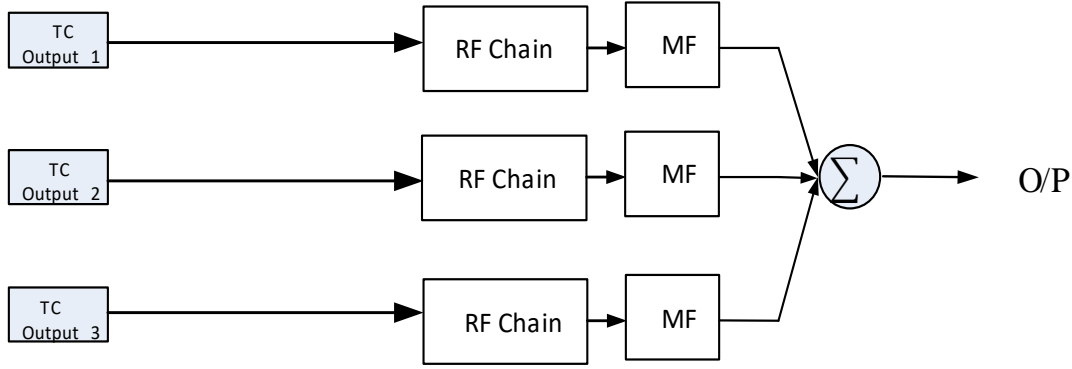 TC
Output 1
RF Chain
MF
TC
Output 2
RF Chain
MF
∑
O/P
TC
Output 3
RF Chain
MF